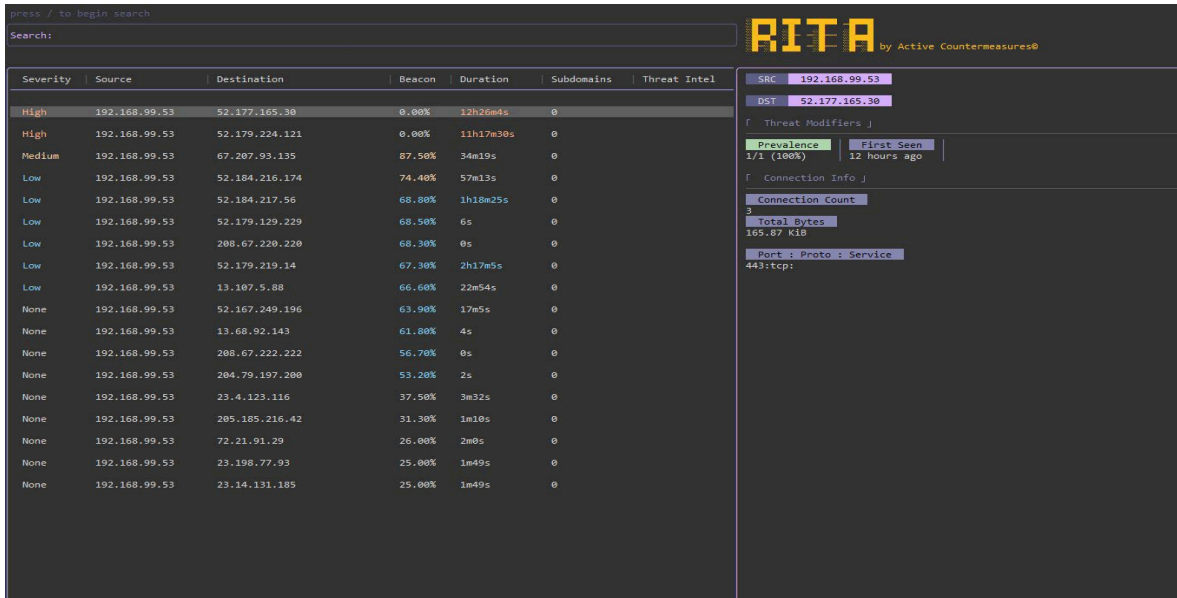 press / to begin search
Search:
RITA by Active Countermeasures©
Severity Source Destination Beacon Duration Subdomains Threat Intel
High 192.168.99.53 52.177.165.30 0.00% 12h26m4s 0
High 192.168.99.53 52.179.224.121 0.00% 11h17m30s 0
Medium 192.168.99.53 67.207.93.135 87.50% 34m19s 0
Low 192.168.99.53 52.184.216.174 74.40% 57m13s 0
Low 192.168.99.53 52.184.217.56 68.80% 1h18m25s 0
Low 192.168.99.53 52.179.129.229 68.50% 6s 0
Low 192.168.99.53 208.67.220.220 68.30% 0s 0
Low 192.168.99.53 52.179.219.14 67.30% 2h17m5s 0
Low 192.168.99.53 13.107.5.88 66.60% 22m54s 0
None 192.168.99.53 52.167.249.196 63.90% 17m5s 0
None 192.168.99.53 13.68.92.143 61.80% 4s 0
None 192.168.99.53 208.67.222.222 56.70% 0s 0
None 192.168.99.53 204.79.197.200 53.20% 2s 0
None 192.168.99.53 23.4.123.116 37.50% 3m32s 0
None 192.168.99.53 205.185.216.42 31.30% 1m10s 0
None 192.168.99.53 72.21.91.29 26.00% 2m0s 0
None 192.168.99.53 23.198.77.93 25.00% 1m49s 0
None 192.168.99.53 23.14.131.185 25.00% 1m49s 0
SRC 192.168.99.53
DST 52.177.165.30
「 Threat Modifiers 」
Prevalence First Seen
1/1 (100%) 12 hours ago
「 Connection Info 」
Connection Count
3
Total Bytes
165.87 KiB
Port : Proto : Service
443:tcp: